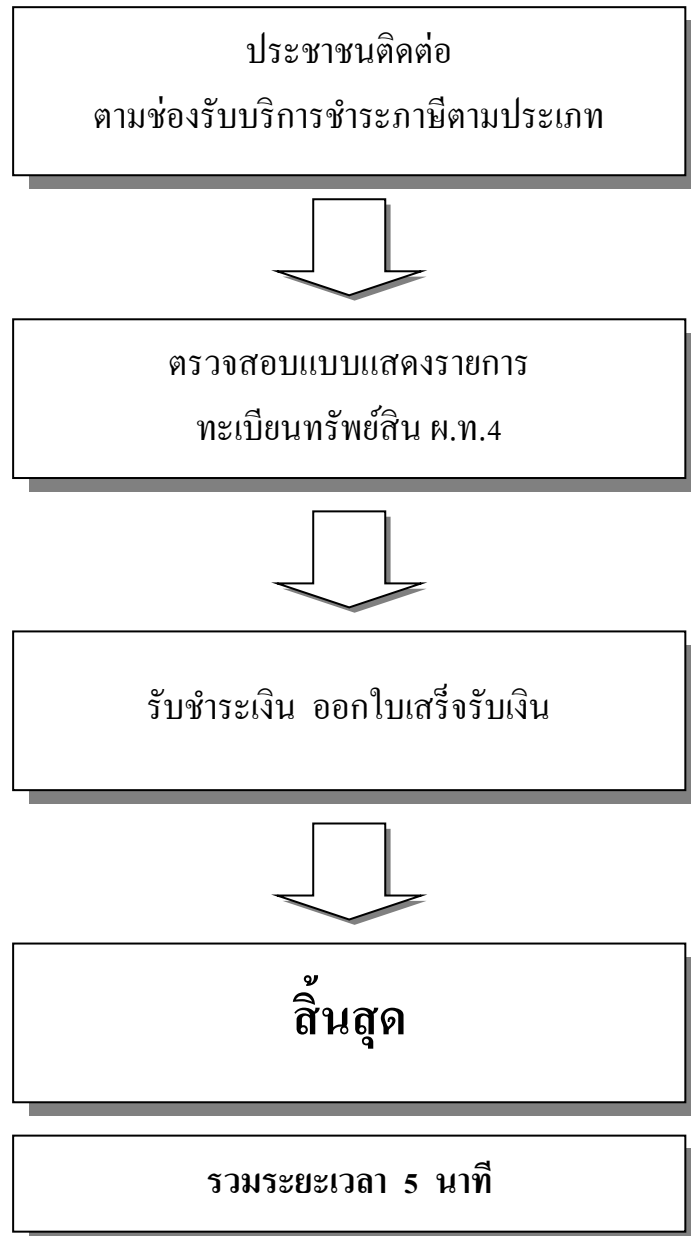 ประชาชนติดต่อ
ตามช่องรับบริการชำระภาษีตามประเภท
ตรวจสอบแบบแสดงรายการ
ทะเบียนทรัพย์สิน ผ.ท.4
รับชำระเงิน ออกใบเสร็จรับเงิน
สิ้นสุด
รวมระยะเวลา 5 นาที